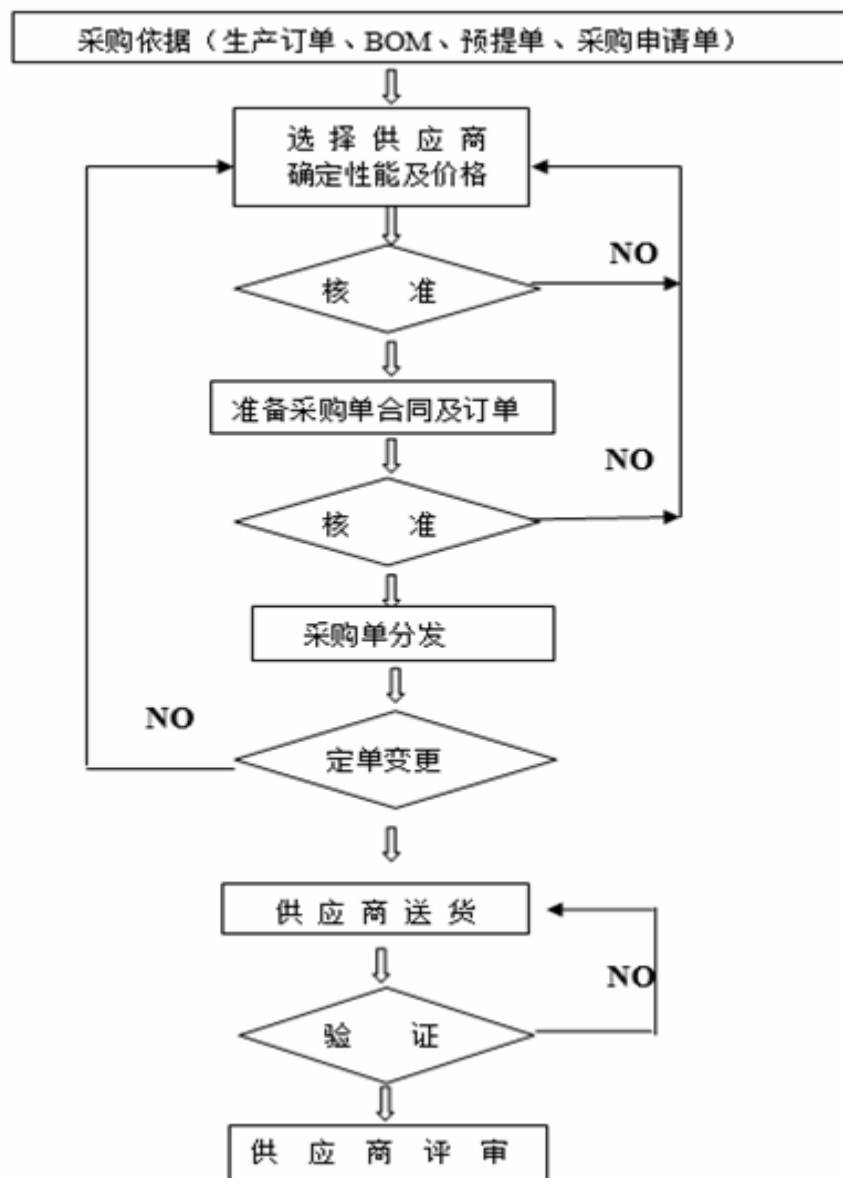 采购依据（生产订单、BOM、预提单、采购申请单）
选择供应商
确定性能及价格
NO
核 准
准备采购单合同及订单
NO
核 准
采购单分发
NO
定单变更
供应商送货
NO
验 证
供应商评审